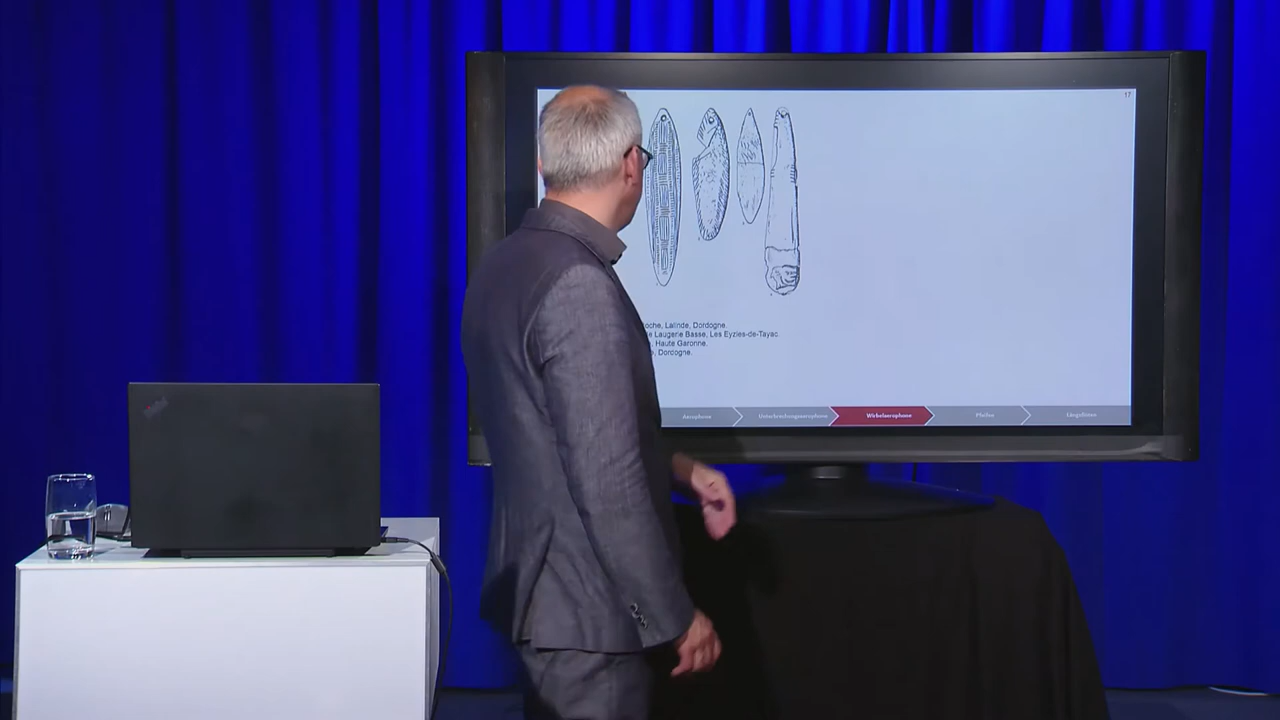 17
oche, Lalinde, Dordogne.
e Laugerie Basse, Les Eyzies-de-Tayac
, Haute Garonne.
, Dordogne.
Aerophone
Unterbrechungsaerophone
Wirbelaerophone
Pfeifen
Längsflöten